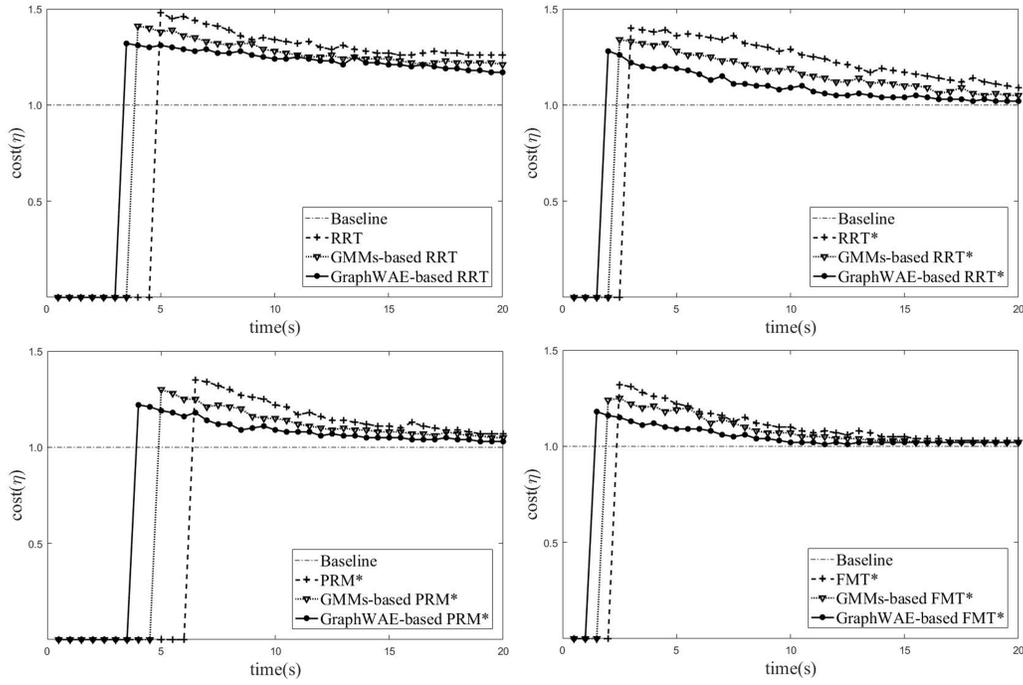 1.5
1.0
0.5
cost(η)
0
5
10
15
20
time(s)
Baseline
RRT
GMMs-based RRT
GraphWAE-based RRT
1.5
1.0
0.5
cost(η)
0
5
10
15
20
time(s)
Baseline
RRT*
GMMs-based RRT*
GraphWAE-based RRT*
1.5
1.0
0.5
cost(η)
0
5
10
15
20
time(s)
Baseline
PRM*
GMMs-based PRM*
GraphWAE-based PRM*
1.5
1.0
0.5
cost(η)
0
5
10
15
20
time(s)
Baseline
FMT*
GMMs-based FMT*
GraphWAE-based FMT*